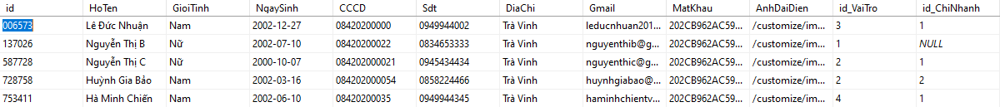 id HoTen GioiTinh NgaySinh CCCD Sdt DiaChi Gmail MatKhau AnhDaiDien id_VaiTro id_ChiNhanh
006573 Lê Đức Nhuận Nam 2002-12-27 08420200000 0949944002 Trà Vinh leducnhuan201... 202CB962AC59... /customize/im... 3 1
137026 Nguyễn Thị B Nữ 2002-07-10 08420200022 0834653333 Trà Vinh nguyenthib@g... 202CB962AC59... /customize/im... 1 NULL
587728 Nguyễn Thị C Nữ 2000-10-07 084202000021 0945434434 Trà Vinh nguyenthic@g... 202CB962AC59... /customize/im... 2 1
728758 Huỳnh Gia Bảo Nam 2002-03-16 084202000054 0858224466 Trà Vinh huynhgiabao@... 202CB962AC59... /customize/im... 2 2
753411 Hà Minh Chiến Nam 2002-06-10 08420200035 0949944345 Trà Vinh haminhchientv... 202CB962AC59... /customize/im... 4 1